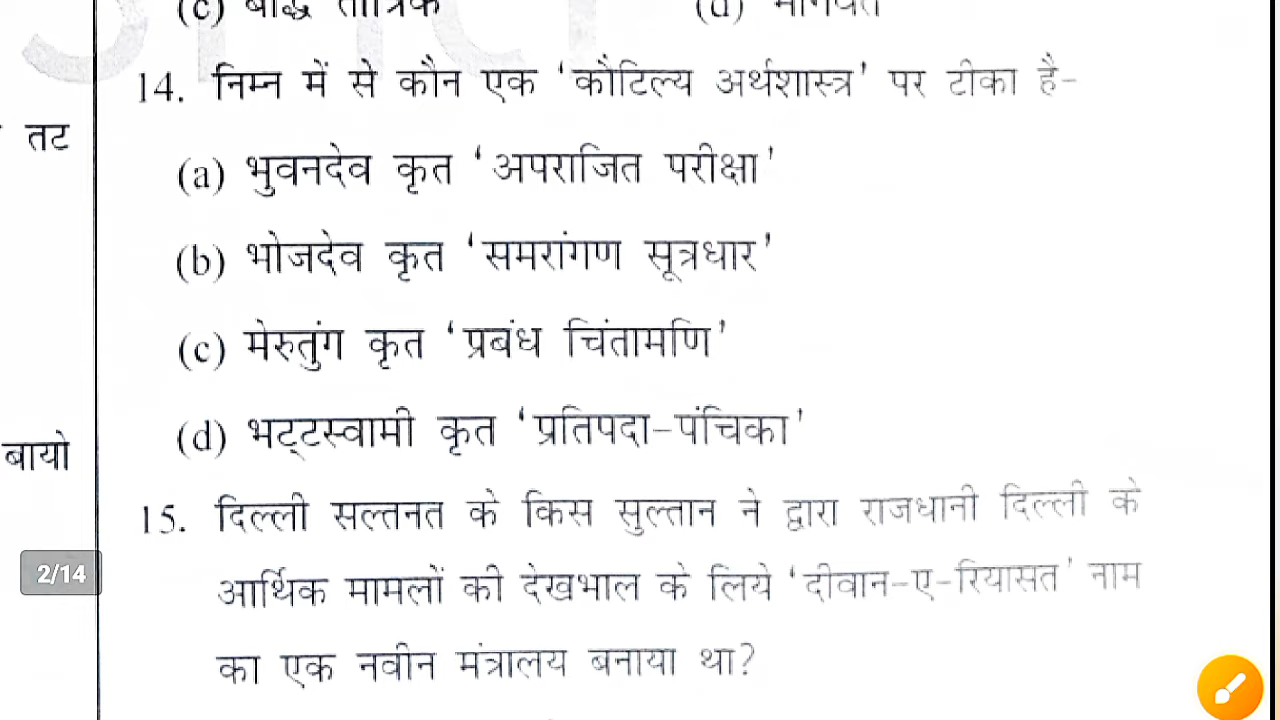 (c) बौद्ध तांत्रिक (d) भागवत
14. निम्न में से कौन एक ‘कौटिल्य अर्थशास्त्र’ पर टीका है-
तट
(a) भुवनदेव कृत ‘अपराजित परीक्षा’
(b) भोजदेव कृत ‘समरांगण सूत्रधार’
(c) मेरुतुंग कृत ‘प्रबंध चिंतामणि’
(d) भट्टस्वामी कृत ‘प्रतिपदा-पंचिका’
बायो
15. दिल्ली सल्तनत के किस सुल्तान ने द्वारा राजधानी दिल्ली के
2/14
आर्थिक मामलों की देखभाल के लिये ‘दीवान-ए-रियासत’ नाम
का एक नवीन मंत्रालय बनाया था?